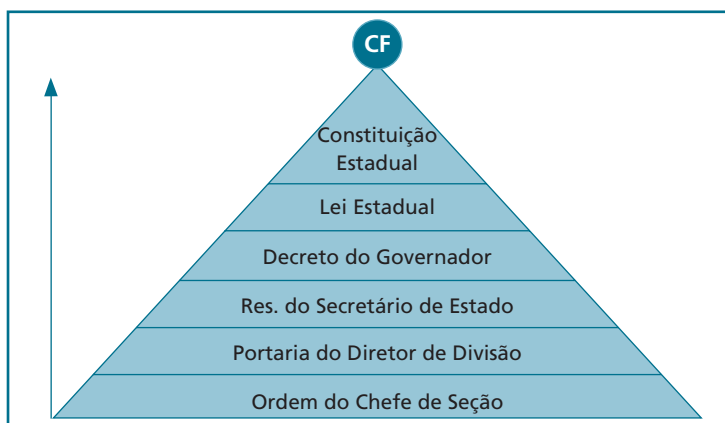 CF
Constituição
Estadual
Lei Estadual
Decreto do Governador
Res. do Secretário de Estado
Portaria do Diretor de Divisão
Ordem do Chefe de Seção